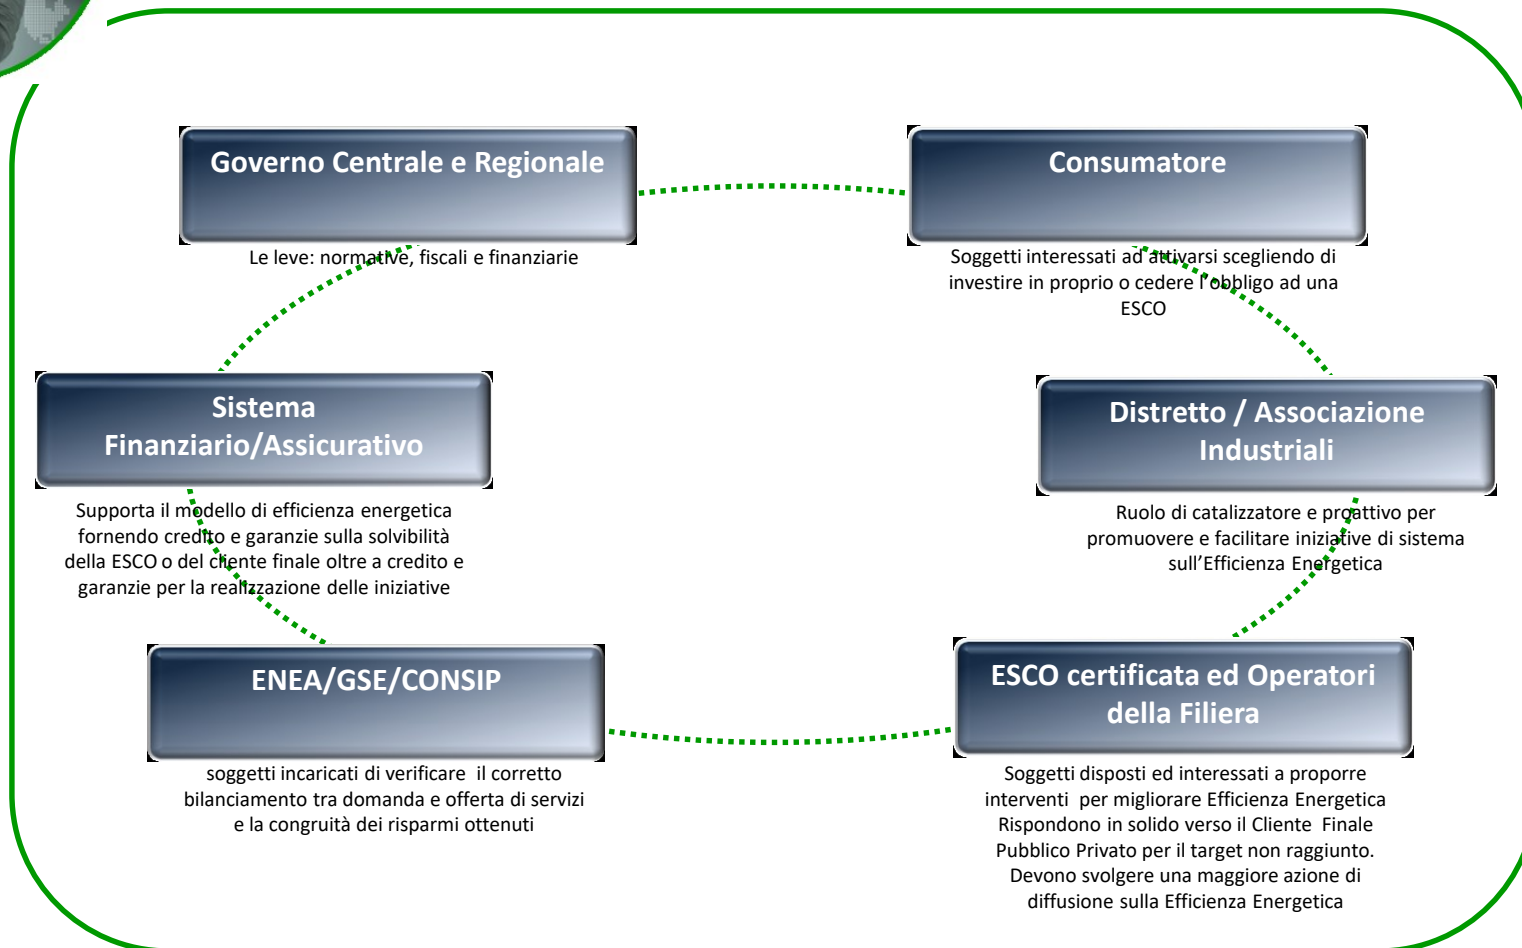 Governo Centrale e Regionale
Le leve: normative, fiscali e finanziarie
Consumatore
Soggetti interessati ad attivarsi scegliendo di
investire in proprio o cedere l'obbligo ad una
ESCO
Sistema
Finanziario/Assicurativo
Supporta il modello di efficienza energetica
fornendo credito e garanzie sulla solvibilità
della ESCO o del cliente finale oltre a credito e
garanzie per la realizzazione delle iniziative
Distretto / Associazione
Industriali
Ruolo di catalizzatore e proattivo per
promuovere e facilitare iniziative di sistema
sull’Efficienza Energetica
ENEA/GSE/CONSIP
soggetti incaricati di verificare il corretto
bilanciamento tra domanda e offerta di servizi
e la congruità dei risparmi ottenuti
ESCO certificata ed Operatori
della Filiera
Soggetti disposti ed interessati a proporre
interventi per migliorare Efficienza Energetica
Rispondono in solido verso il Cliente Finale
Pubblico Privato per il target non raggiunto.
Devono svolgere una maggiore azione di
diffusione sulla Efficienza Energetica